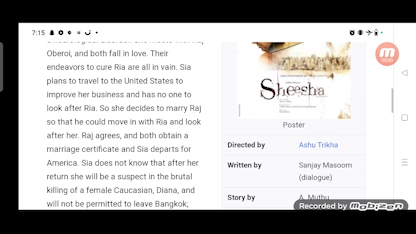 7:15
Oberoi, and both fall in love. Their
endeavors to cure Ria are all in vain. Sia
plans to travel to the United States to
improve her business and has no one to
look after Ria. So she decides to marry Raj
so that he could move in with Ria and look
after her. Raj agrees, and both obtain a
marriage certificate and Sia departs for
America. Sia does not know that after her
return she will be a suspect in the brutal
killing of a female Caucasian, Diana, and
will not be permitted to leave Bangkok;
Sheesha
Poster
Directed by Ashu Trikha
Written by Sanjay Masoom
(dialogue)
Story by A. Muthu
Recorded by MOBIZEN